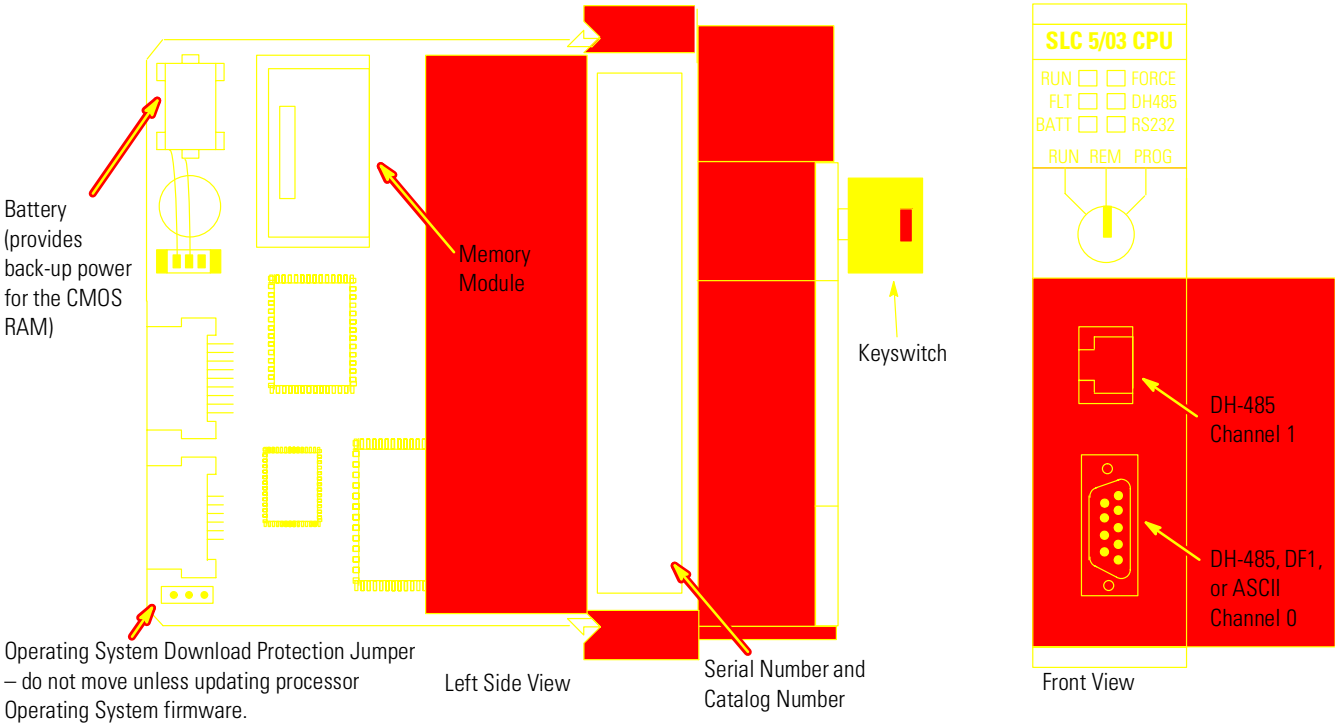 Battery
(provides
back-up power
for the CMOS
RAM)
Memory
Module
Keyswitch
Operating System Download Protection Jumper
– do not move unless updating processor
Operating System firmware.
Left Side View
Serial Number and
Catalog Number
SLC 5/03 CPU
RUN FORCE
FLT DH485
BATT RS232
RUN REM PROG
DH-485
Channel 1
DH-485, DF1,
or ASCII
Channel 0
Front View